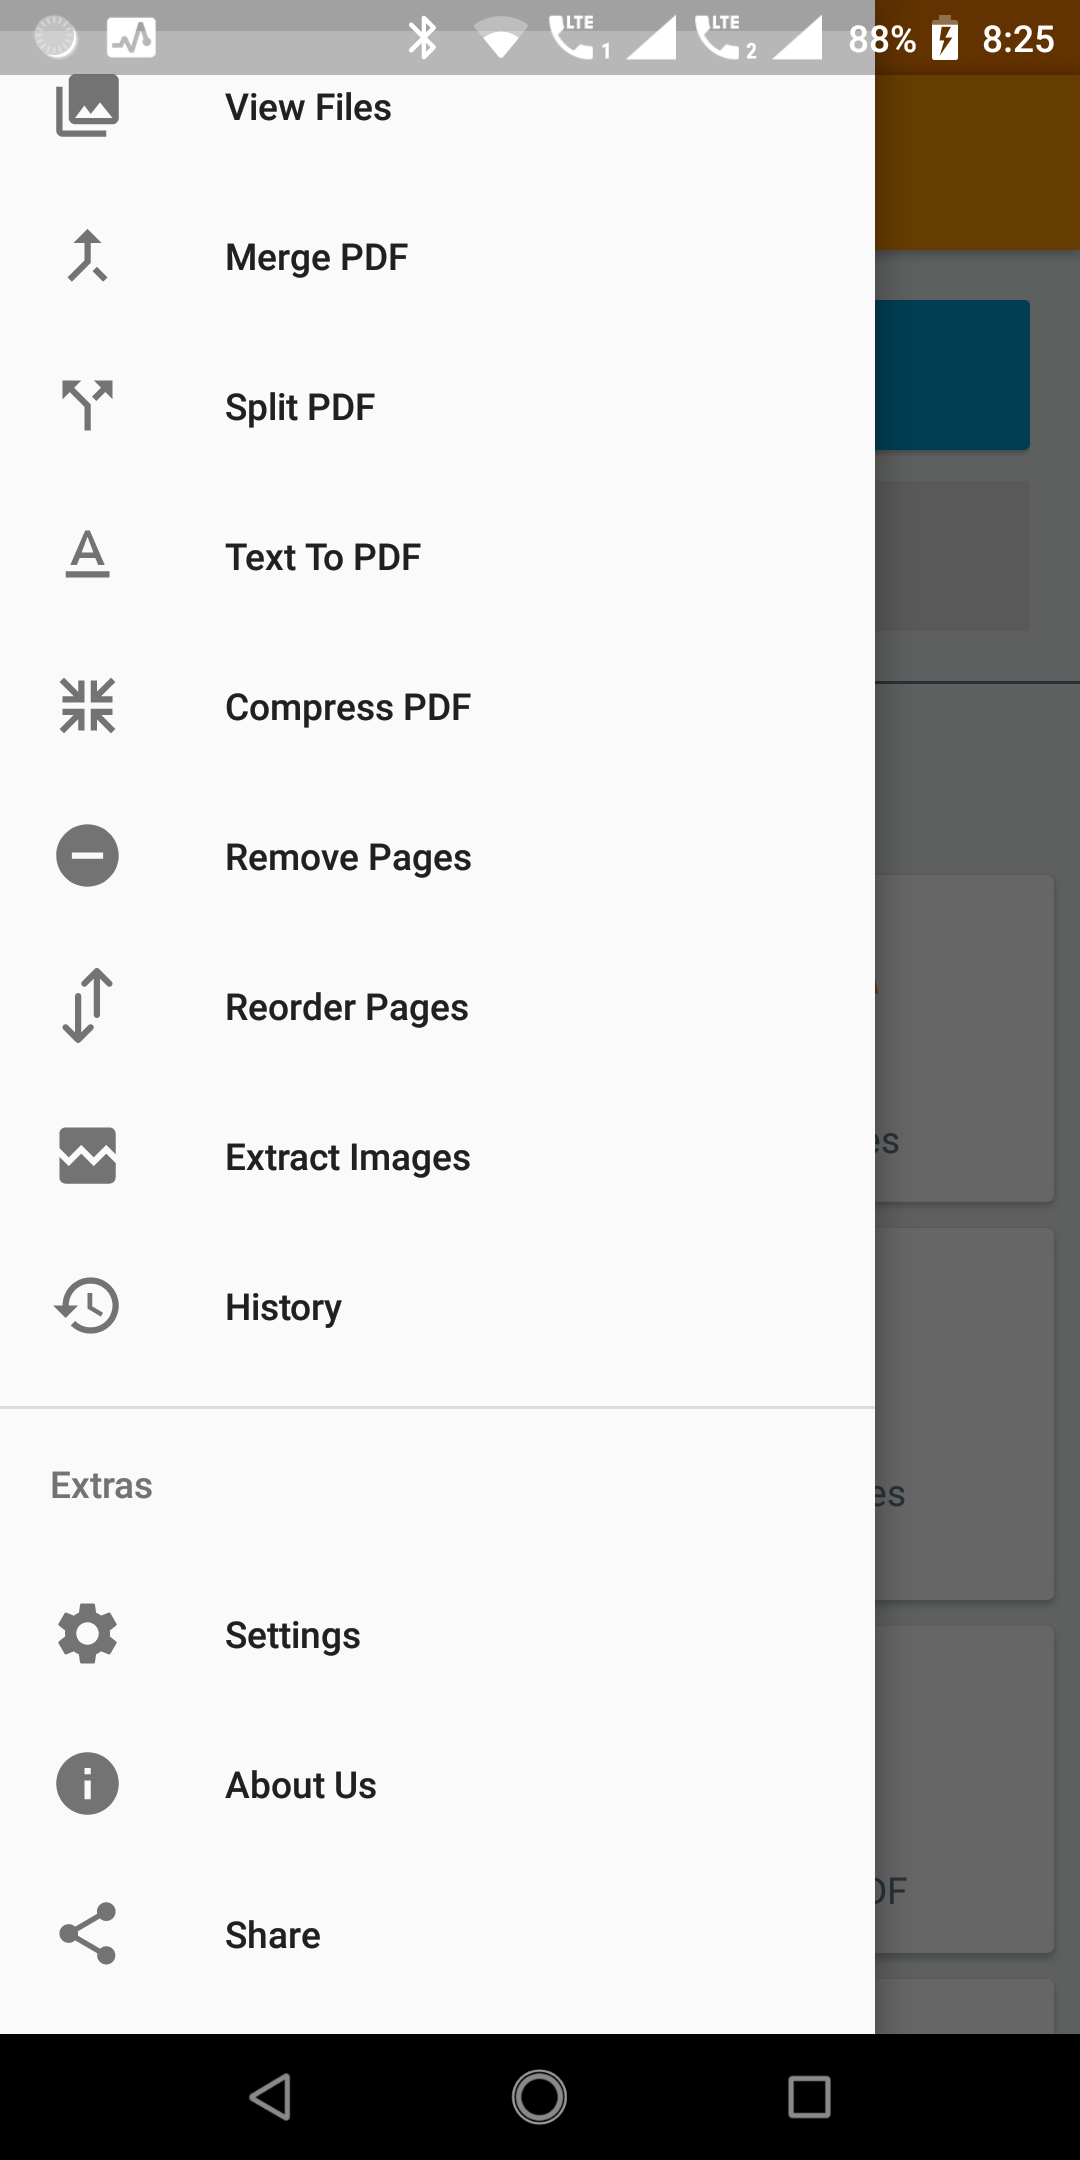 LTE 1 LTE 2 88% 8:25
View Files
Merge PDF
Split PDF
Text To PDF
Compress PDF
Remove Pages
Reorder Pages
es
Extract Images
History
es
Extras
Settings
About Us
DF
Share